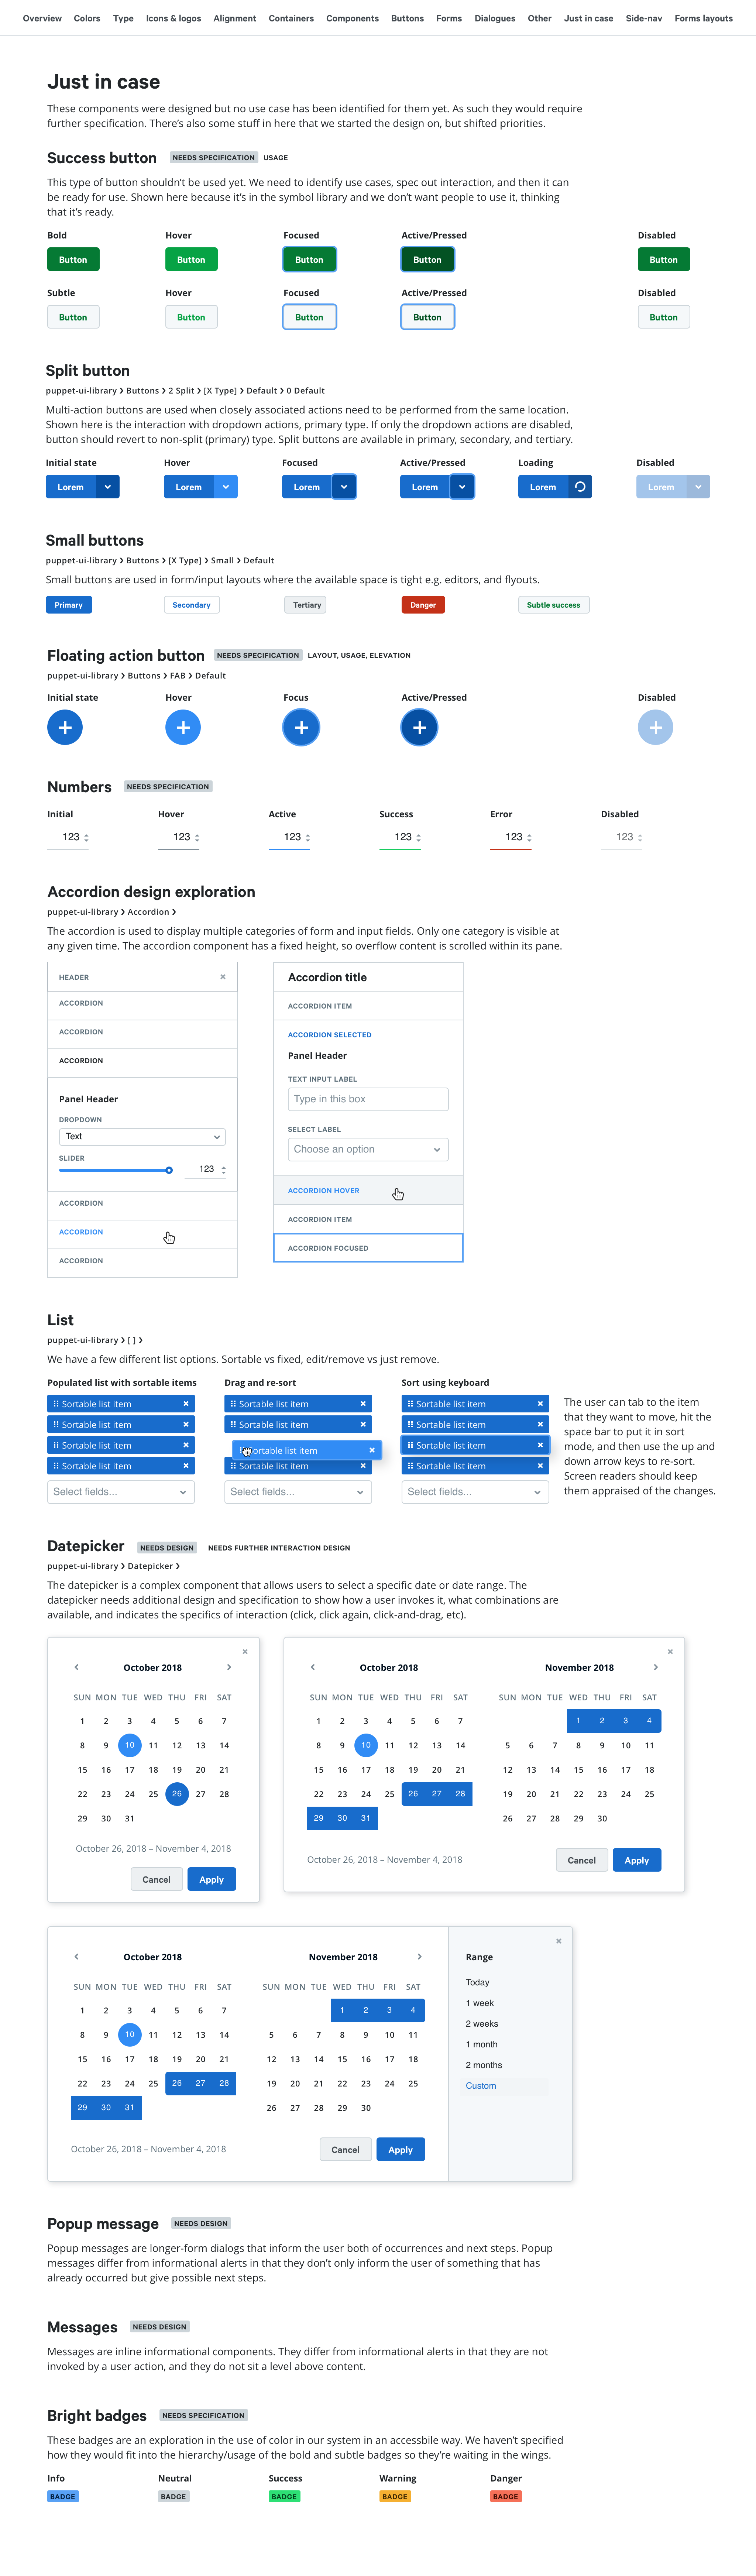 Overview Colors Type Icons & logos Alignment Containers Components Buttons Forms Dialogues Other Just in case Side-nav Forms layouts
Just in case
These components were designed but no use case has been identified for them yet. As such they would require
further specification. There's also some stuff in here that we started the design on, but shifted priorities.
Success button NEEDS SPECIFICATION USAGE
This type of button shouldn't be used yet. We need to identify use cases, spec out interaction, and then it can
be ready for use. Shown here because it's in the symbol library and we don't want people to use it, thinking
that it's ready.
Bold Hover Focused Active/Pressed Disabled
Button Button Button Button Button
Subtle Hover Focused Active/Pressed Disabled
Button Button Button Button Button
Split button
puppet-ui-library > Buttons > 2 Split > [X Type] > Default > 0 Default
Multi-action buttons are used when closely associated actions need to be performed from the same location.
Shown here is the interaction with dropdown actions, primary type. If only the dropdown actions are disabled,
button should revert to non-split (primary) type. Split buttons are available in primary, secondary, and tertiary.
Initial state Hover Focused Active/Pressed Loading Disabled
Lorem Lorem Lorem Lorem Lorem Lorem
Small buttons
puppet-ui-library > Buttons > [X Type] > Small > Default
Small buttons are used in form/input layouts where the available space is tight e.g. editors, and flyouts.
Primary Secondary Tertiary Danger Subtle success
Floating action button NEEDS SPECIFICATION LAYOUT, USAGE, ELEVATION
puppet-ui-library > Buttons > FAB > Default
Initial state Hover Focus Active/Pressed Disabled
Numbers NEEDS SPECIFICATION
Initial Hover Active Success Error Disabled
123 123 123 123 123 123
Accordion design exploration
puppet-ui-library > Accordion >
The accordion is used to display multiple categories of form and input fields. Only one category is visible at
any given time. The accordion component has a fixed height, so overflow content is scrolled within its pane.
HEADER
ACCORDION
ACCORDION
ACCORDION
Panel Header
DROPDOWN
Text
SLIDER
123
ACCORDION
ACCORDION
ACCORDION
Accordion title
ACCORDION ITEM
ACCORDION SELECTED
Panel Header
TEXT INPUT LABEL
Type in this box
SELECT LABEL
Choose an option
ACCORDION HOVER
ACCORDION ITEM
ACCORDION FOCUSED
List
puppet-ui-library > [ ] >
We have a few different list options. Sortable vs fixed, edit/remove vs just remove.
Populated list with sortable items
Sortable list item
Sortable list item
Sortable list item
Sortable list item
Select fields...
Drag and re-sort
Sortable list item
Sortable list item
Sortable list item
Sortable list item
Select fields...
Sort using keyboard
Sortable list item
Sortable list item
Sortable list item
Sortable list item
Select fields...
The user can tab to the item
that they want to move, hit the
space bar to put it in sort
mode, and then use the up and
down arrow keys to re-sort.
Screen readers should keep
them appraised of the changes.
Datepicker NEEDS DESIGN NEEDS FURTHER INTERACTION DESIGN
puppet-ui-library > Datepicker >
The datepicker is a complex component that allows users to select a specific date or date range. The
datepicker needs additional design and specification to show how a user invokes it, what combinations are
available, and indicates the specifics of interaction (click, click again, click-and-drag, etc).
October 2018
SUN MON TUE WED THU FRI SAT
1 2 3 4 5 6 7
8 9 10 11 12 13 14
15 16 17 18 19 20 21
22 23 24 25 26 27 28
29 30 31
October 26, 2018 – November 4, 2018
Cancel Apply
October 2018
SUN MON TUE WED THU FRI SAT
1 2 3 4 5 6 7
8 9 10 11 12 13 14
15 16 17 18 19 20 21
22 23 24 25 26 27 28
29 30 31
November 2018
SUN MON TUE WED THU FRI SAT
1 2 3 4
5 6 7 8 9 10 11
12 13 14 15 16 17 18
19 20 21 22 23 24 25
26 27 28 29 30
October 26, 2018 – November 4, 2018
Cancel Apply
October 2018
SUN MON TUE WED THU FRI SAT
1 2 3 4 5 6 7
8 9 10 11 12 13 14
15 16 17 18 19 20 21
22 23 24 25 26 27 28
29 30 31
November 2018
SUN MON TUE WED THU FRI SAT
1 2 3 4
5 6 7 8 9 10 11
12 13 14 15 16 17 18
19 20 21 22 23 24 25
26 27 28 29 30
October 26, 2018 – November 4, 2018
Cancel Apply
Range
Today
1 week
2 weeks
1 month
2 months
Custom
Popup message NEEDS DESIGN
Popup messages are longer-form dialogs that inform the user both of occurrences and next steps. Popup
messages differ from informational alerts in that they don't only inform the user of something that has
already occurred but give possible next steps.
Messages NEEDS DESIGN
Messages are inline informational components. They differ from informational alerts in that they are not
invoked by a user action, and they do not sit a level above content.
Bright badges NEEDS SPECIFICATION
These badges are an exploration in the use of color in our system in an accessbile way. We haven't specified
how they would fit into the hierarchy/usage of the bold and subtle badges so they're waiting in the wings.
Info Neutral Success Warning Danger
BADGE BADGE BADGE BADGE BADGE